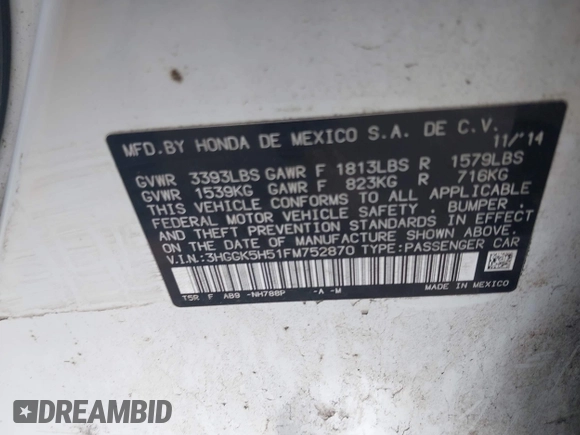 MFD. BY HONDA DE MEXICO S.A. DE C.V. 11/'14
GVWR 3393LBS GAWR F 1813LBS R 1579LBS
GVWR 1539KG GAWR F 823KG R 716KG
THIS VEHICLE CONFORMS TO ALL APPLICABLE
FEDERAL MOTOR VEHICLE SAFETY, BUMPER,
AND THEFT PREVENTION STANDARDS IN EFFECT
ON THE DATE OF MANUFACTURE SHOWN ABOVE.
V.I.N.:3HGGK5H51FM752870 TYPE:PASSENGER CAR
T5R F AB9 -NH788P -A -M
MADE IN MEXICO
DREAMBID